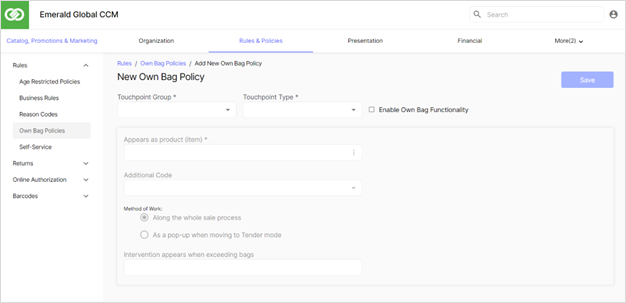 Emerald Global CCM
Search
Catalog, Promotions & Marketing Organization Rules & Policies Presentation Financial More(2)
Rules
Age Restricted Policies
Business Rules
Reason Codes
Own Bag Policies
Self-Service
Returns
Online Authorization
Barcodes
Rules / Own Bag Policies / Add New Own Bag Policy
New Own Bag Policy
Save
Touchpoint Group * Touchpoint Type *
Enable Own Bag Functionality
Appears as product (item) *
Additional Code
Method of Work:
Along the whole sale process
As a pop-up when moving to Tender mode
Intervention appears when exceeding bags